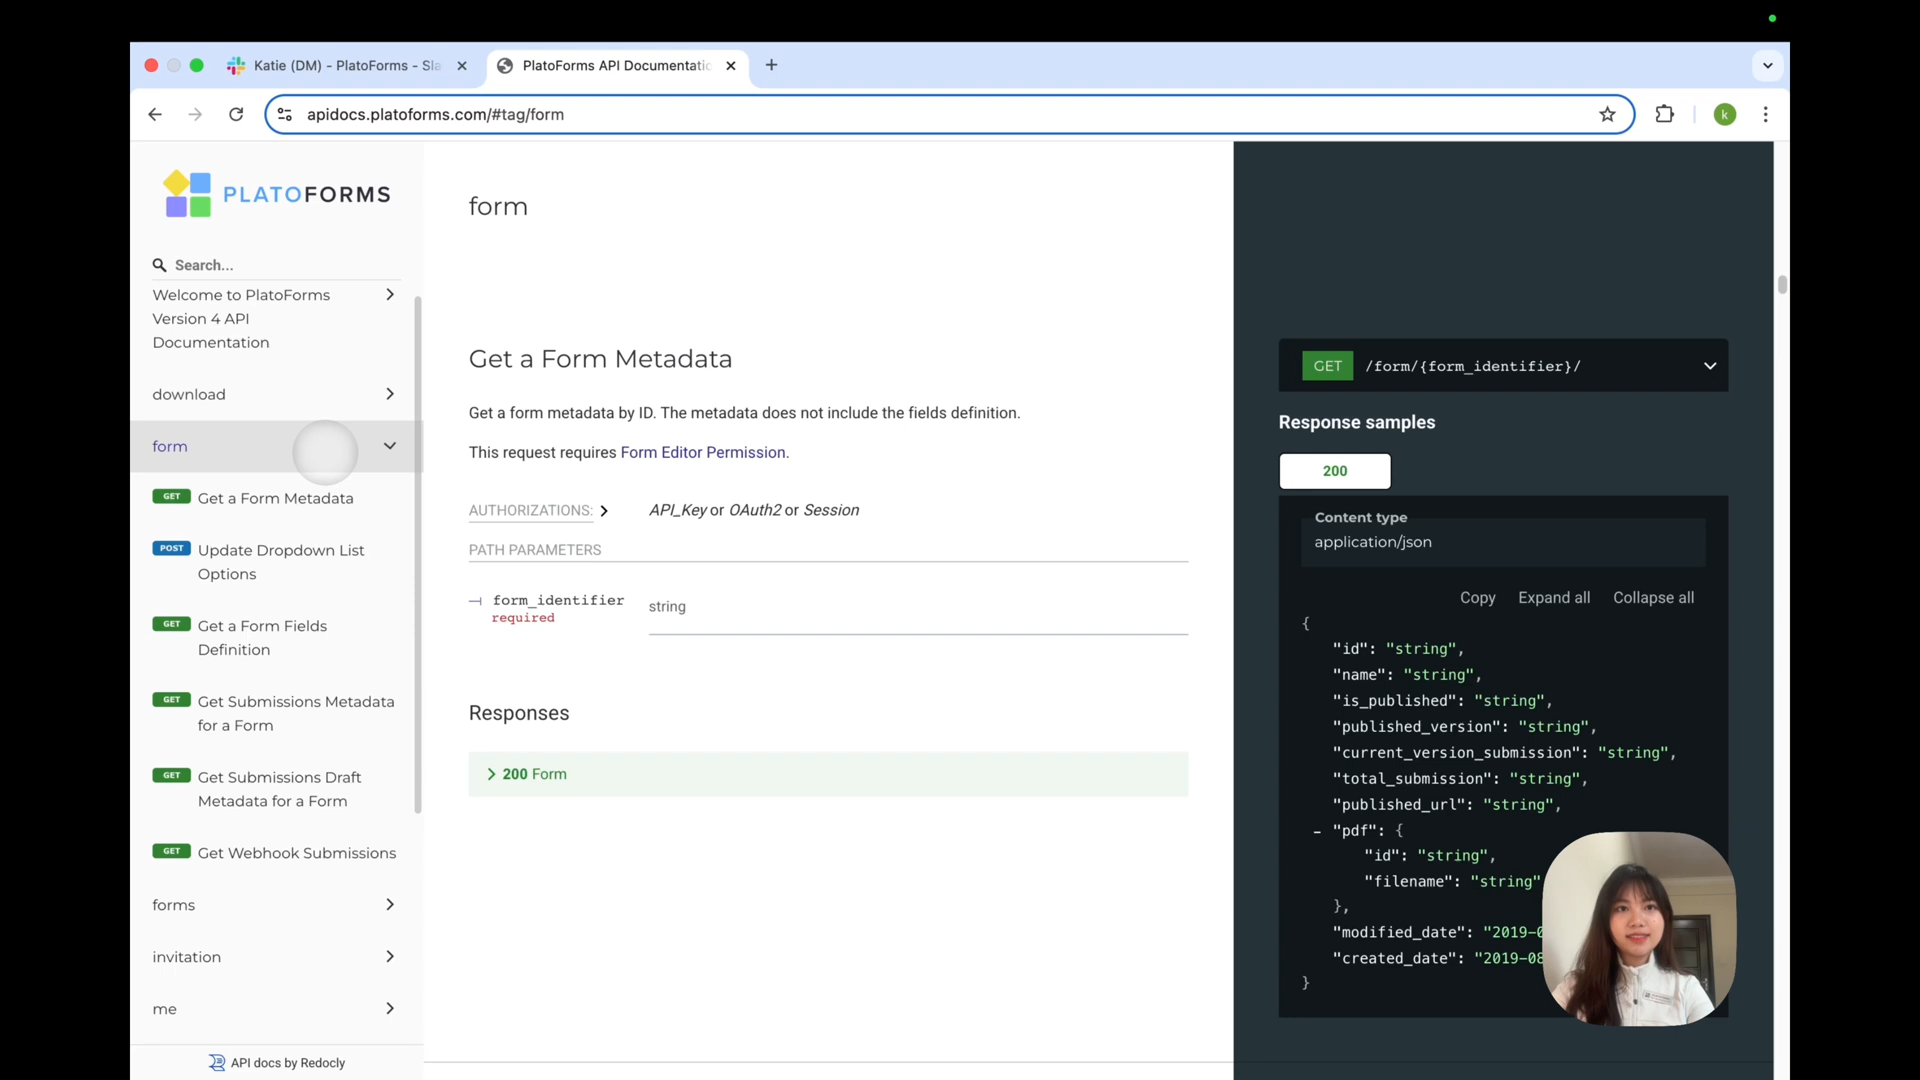 Katie (DM) - PlatoForms - Sla
PlatoForms API Documentatio
apidocs.platoforms.com/#tag/form
k
PLATOFORMS
Search...
Welcome to PlatoForms
Version 4 API
Documentation
download
form
GET Get a Form Metadata
POST Update Dropdown List
Options
GET Get a Form Fields
Definition
GET Get Submissions Metadata
for a Form
GET Get Submissions Draft
Metadata for a Form
GET Get Webhook Submissions
forms
invitation
me
API docs by Redocly
form
Get a Form Metadata
Get a form metadata by ID. The metadata does not include the fields definition.
This request requires Form Editor Permission.
AUTHORIZATIONS: API_Key or OAuth2 or Session
PATH PARAMETERS
form_identifier string
required
Responses
200 Form
GET /form/{form_identifier}/
Response samples
200
Content type
application/json
Copy Expand all Collapse all
{
"id": "string",
"name": "string",
"is_published": "string",
"published_version": "string",
"current_version_submission": "string",
"total_submission": "string",
"published_url": "string",
- "pdf": {
"id": "string",
"filename": "string"
},
"modified_date": "2019-0
"created_date": "2019-08
}